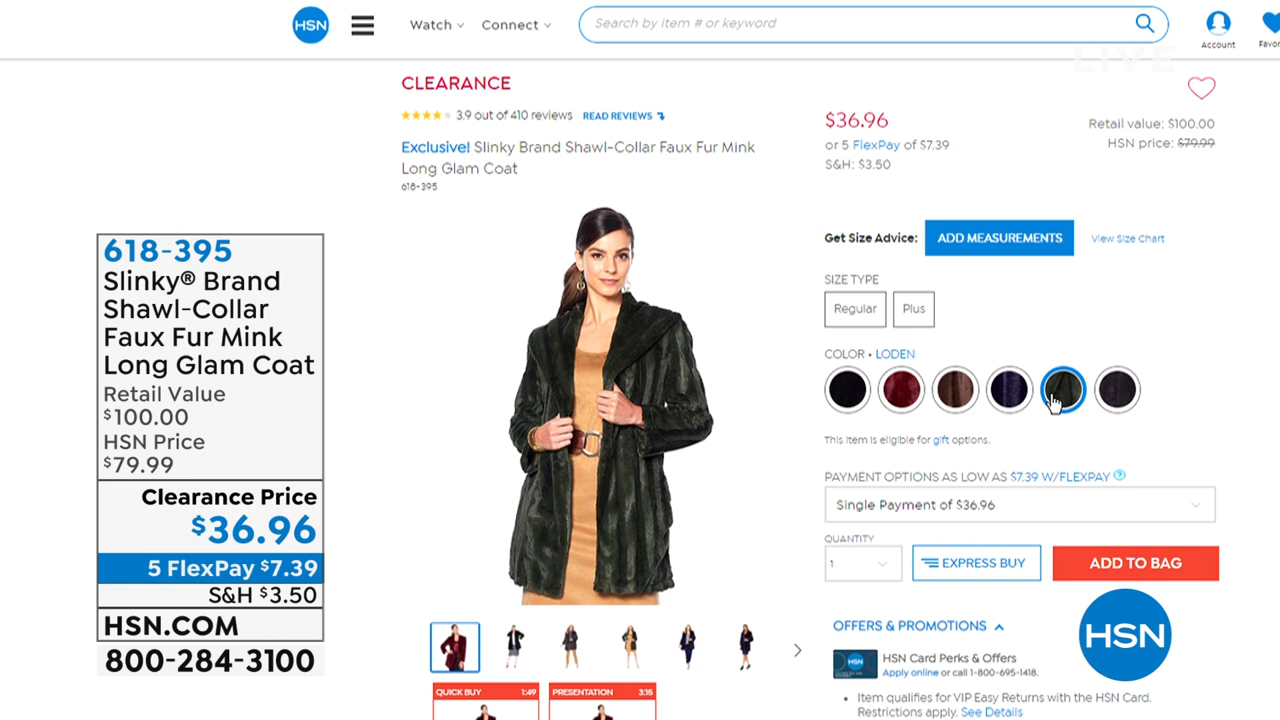 HSN
Watch
Connect
Search by item # or keyword
Account
Favor
LIVE
CLEARANCE
3.9 out of 410 reviews
READ REVIEWS
Exclusive! Slinky Brand Shawl-Collar Faux Fur Mink
Long Glam Coat
618-395
$36.96
or 5 FlexPay of $7.39
S&H: $3.50
Retail value: $100.00
HSN price: $79.99
Get Size Advice:
ADD MEASUREMENTS
View Size Chart
SIZE TYPE
Regular
Plus
COLOR • LODEN
This item is eligible for gift options.
PAYMENT OPTIONS AS LOW AS $7.39 W/FLEXPAY ?
Single Payment of $36.96
QUANTITY
1
EXPRESS BUY
ADD TO BAG
OFFERS & PROMOTIONS
HSN
HSN Card Perks & Offers
Apply online or call 1-800-695-1418.
• Item qualifies for VIP Easy Returns with the HSN Card.
Restrictions apply. See Details
HSN
QUICK BUY 1:49
PRESENTATION 3:15
618-395
Slinky® Brand
Shawl-Collar
Faux Fur Mink
Long Glam Coat
Retail Value
$100.00
HSN Price
$79.99
Clearance Price
$36.96
5 FlexPay $7.39
S&H $3.50
HSN.COM
800-284-3100